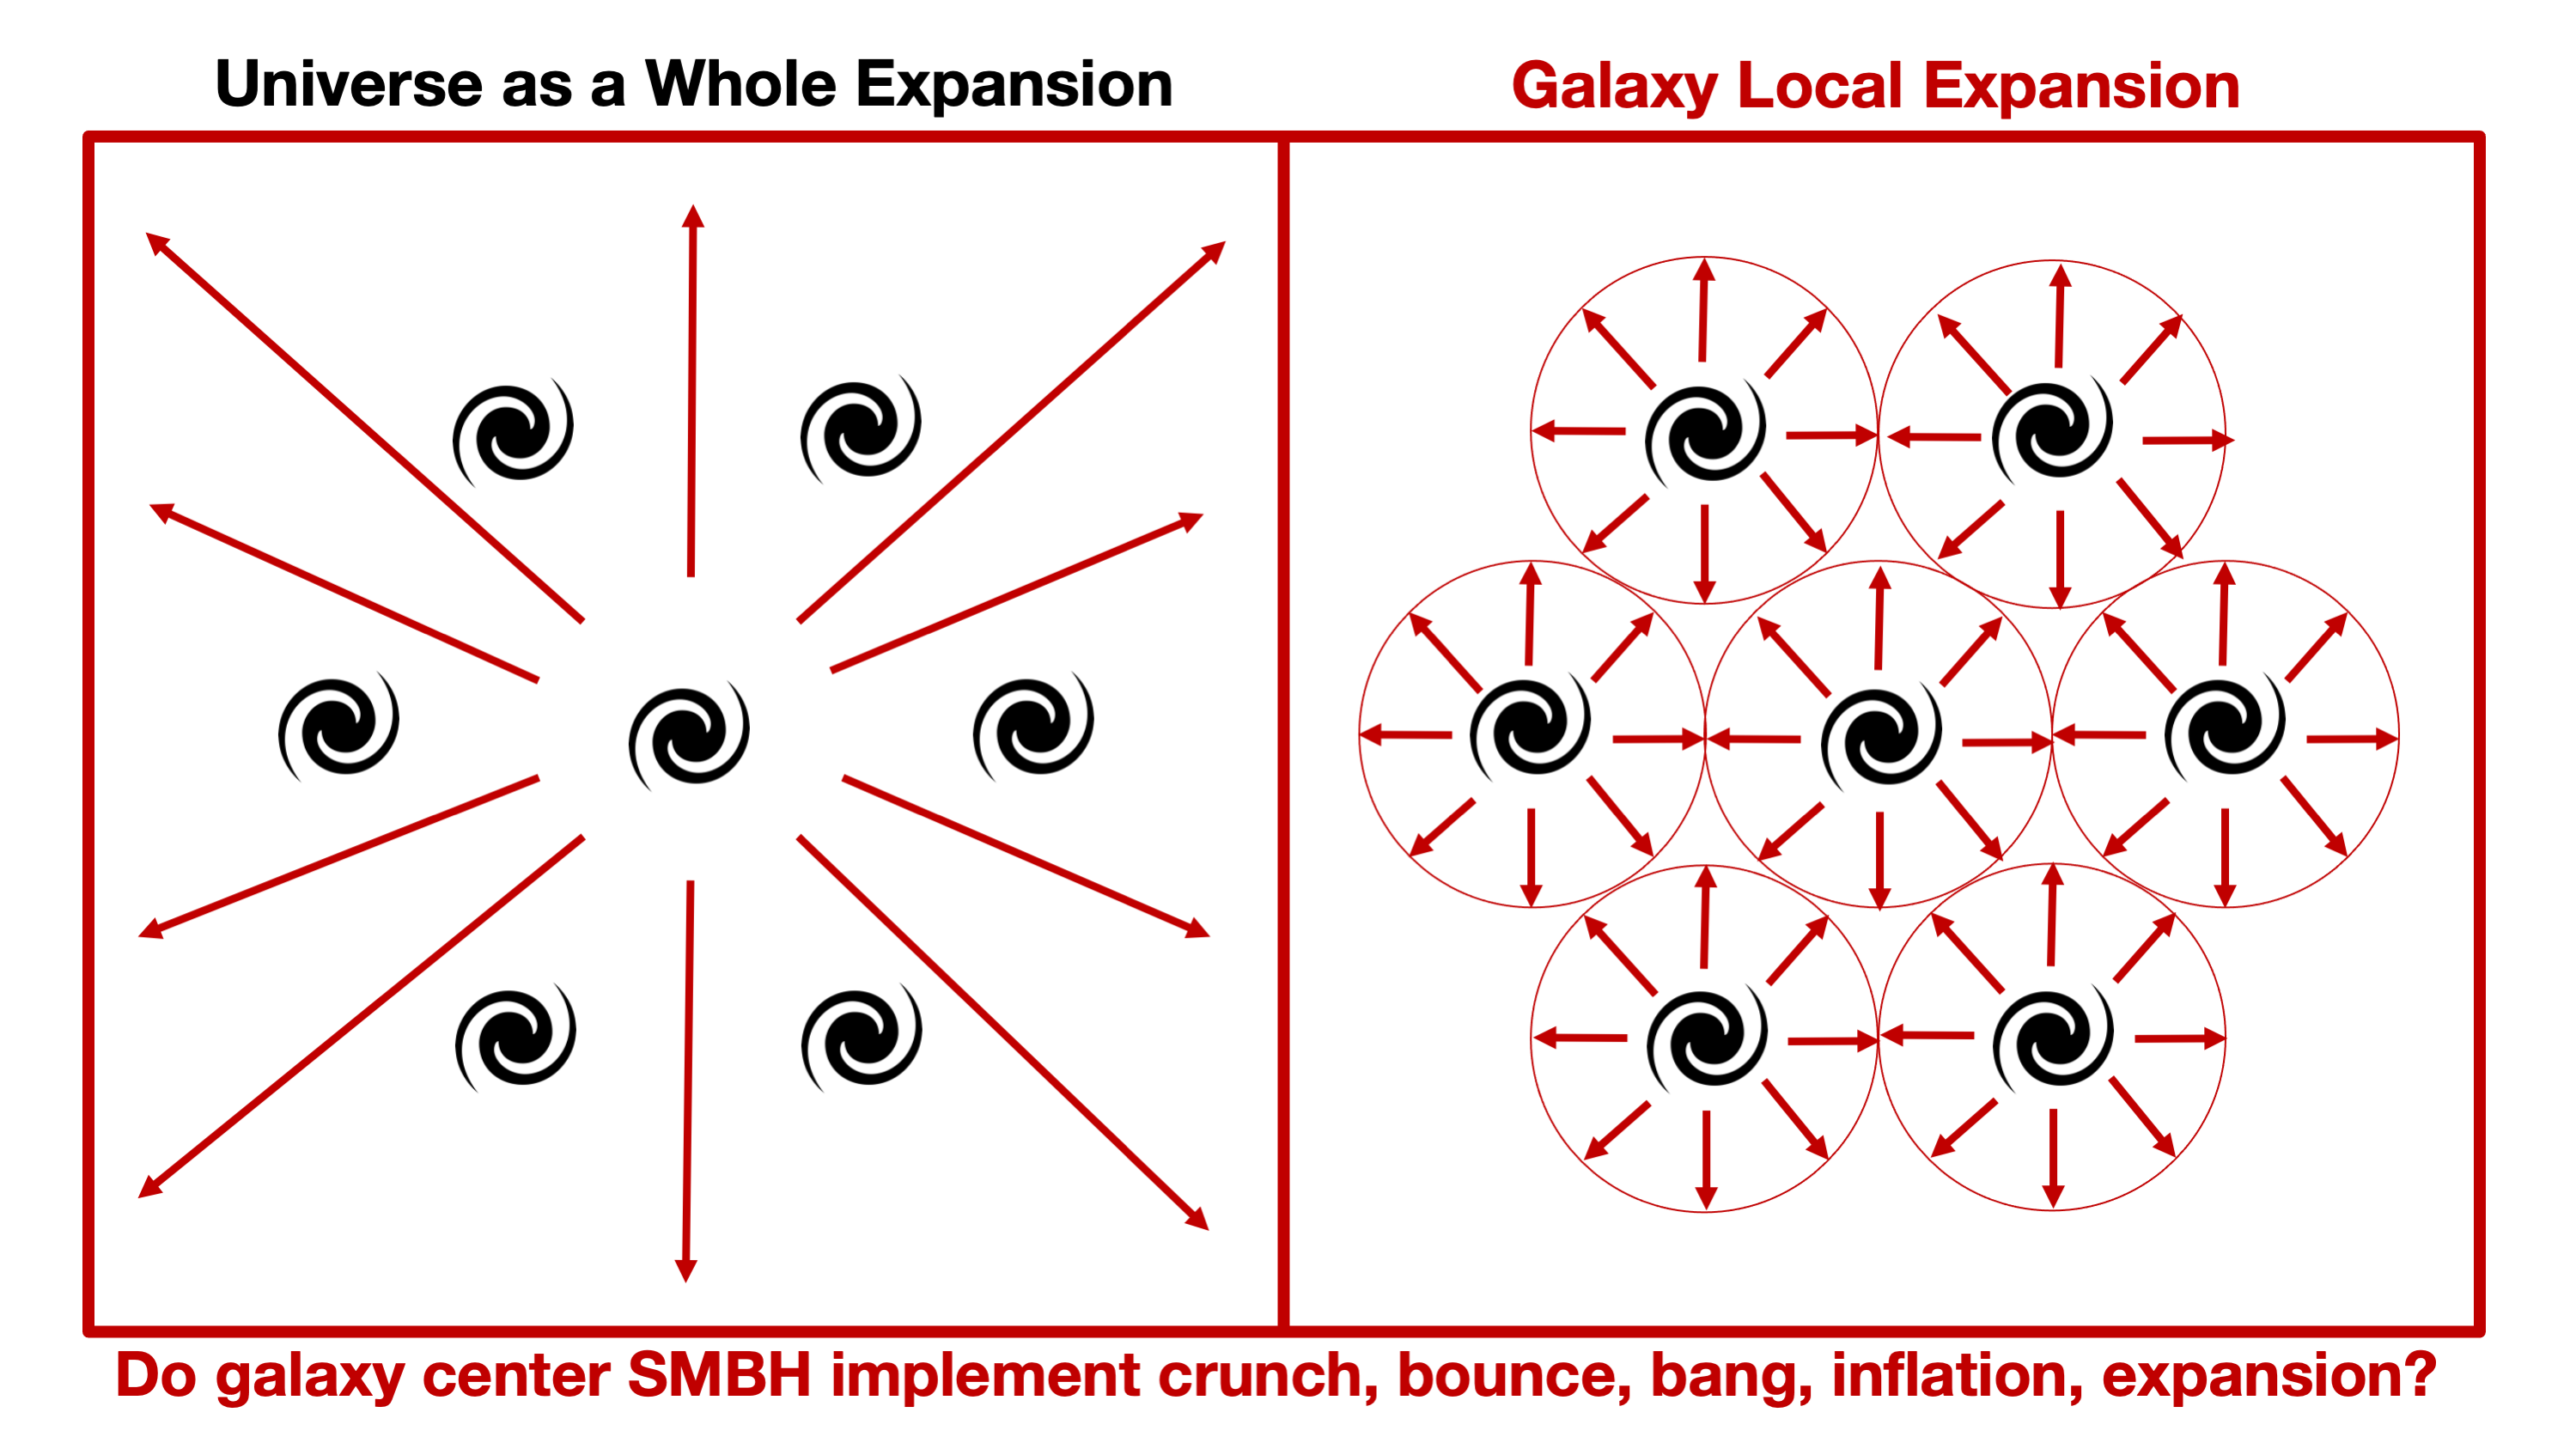 Universe as a Whole Expansion
Galaxy Local Expansion
Do galaxy center SMBH implement crunch, bounce, bang, inflation, expansion?